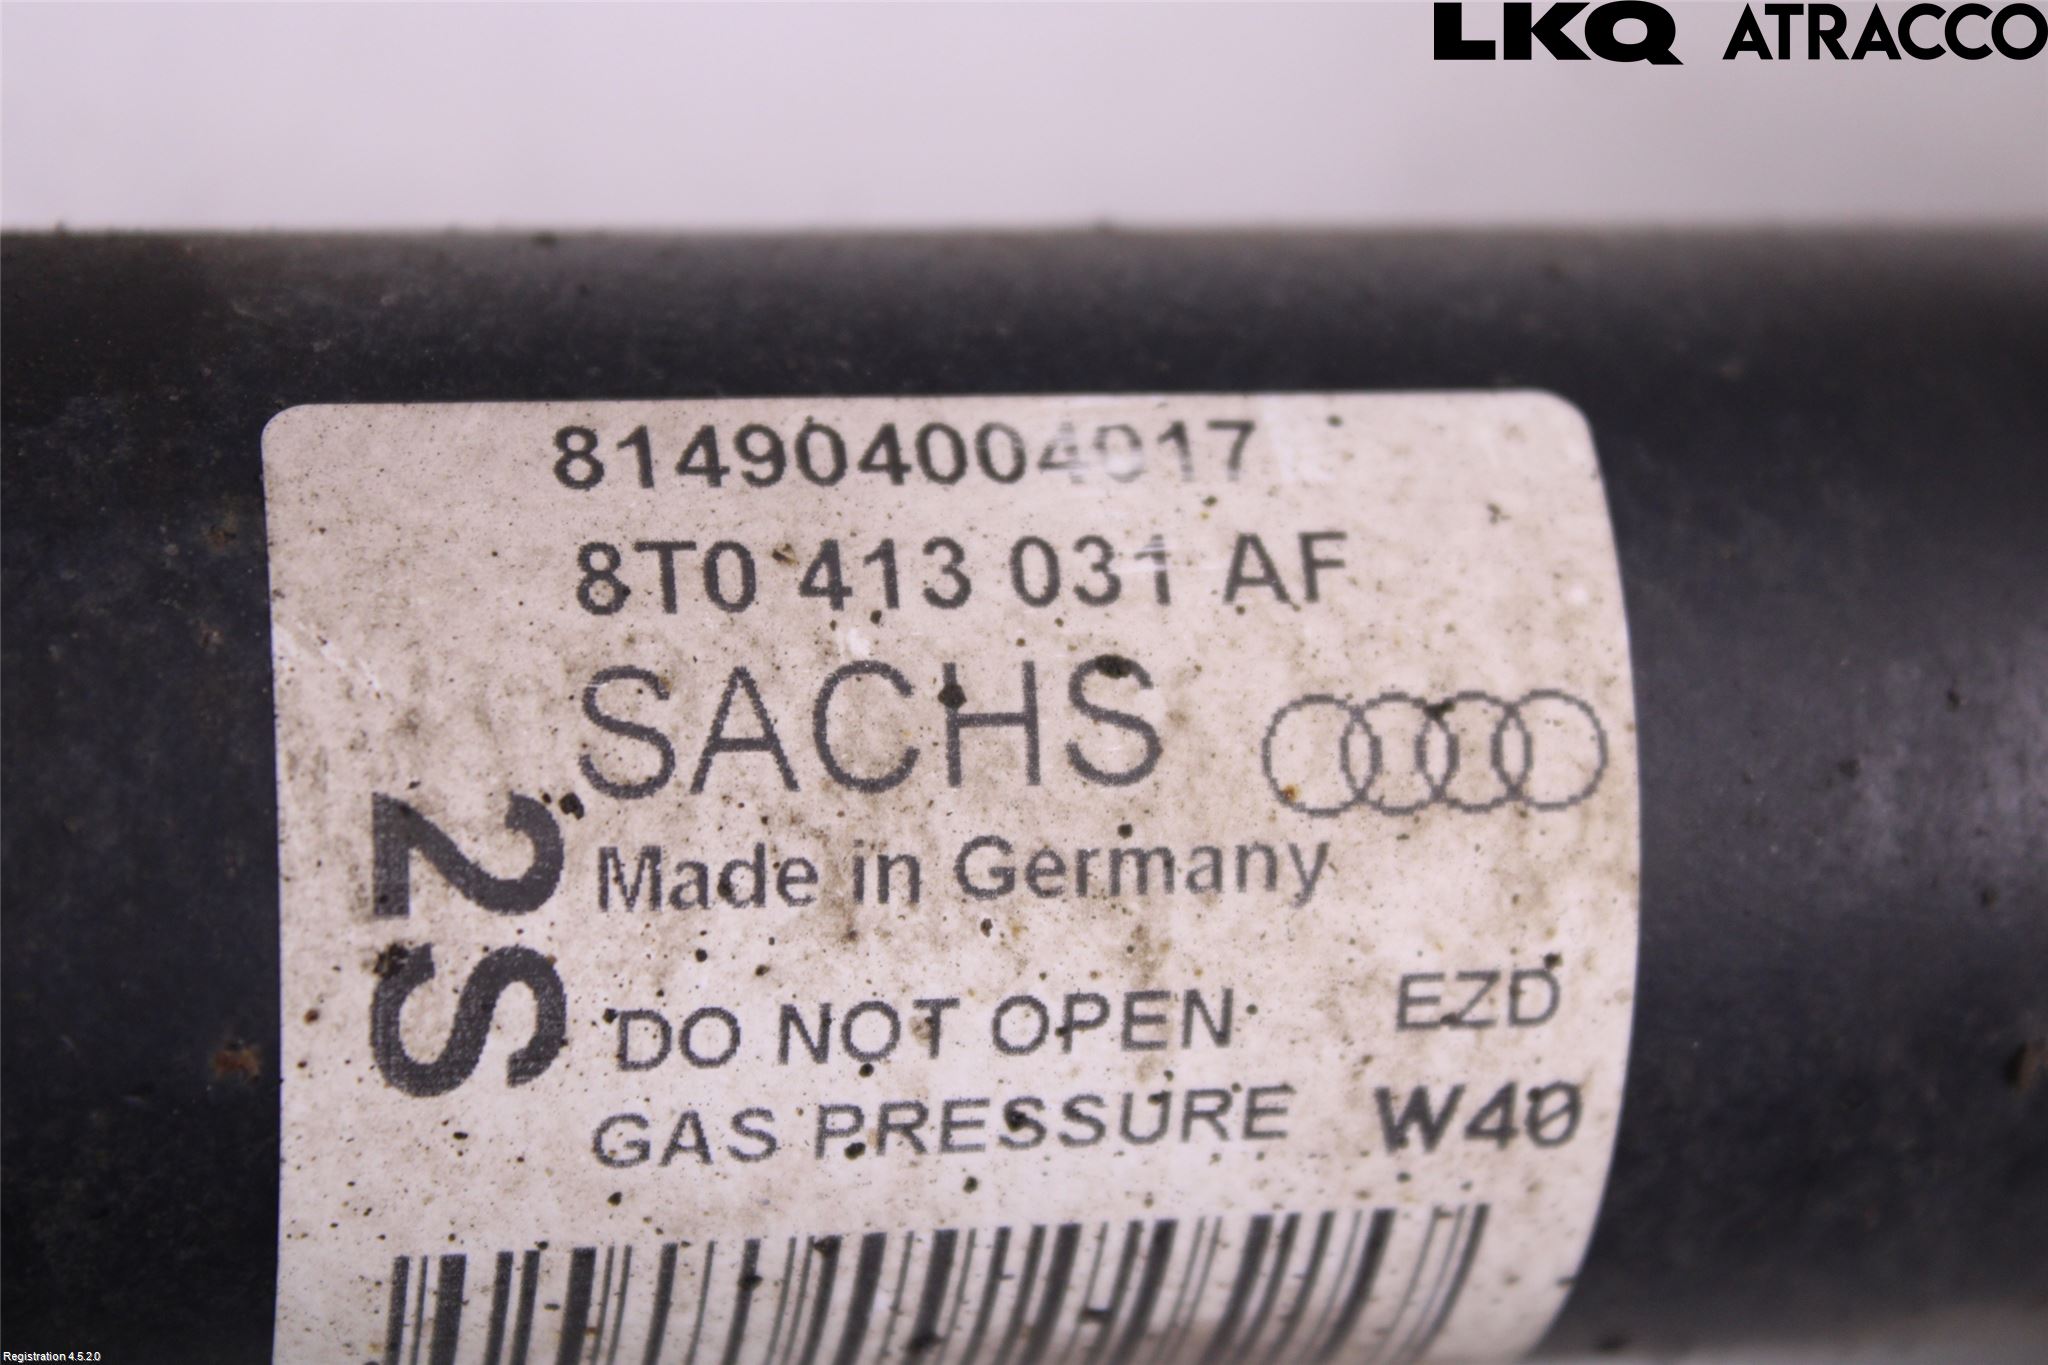 LKQ ATRACCO
814904004017
8T0 413 031 AF
SACHS
2S
Made in Germany
DO NOT OPEN EZD
GAS PRESSURE W40
Registration 4.5.2.0